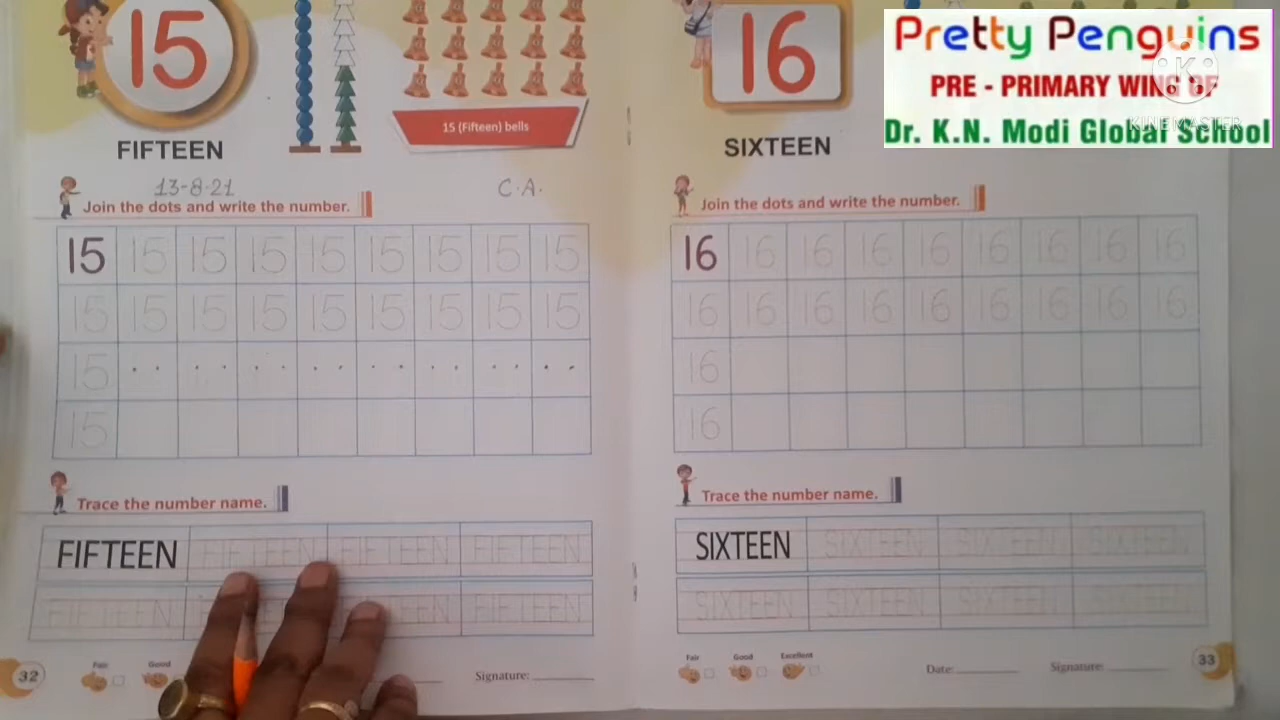 15
15 (Fifteen) bells
FIFTEEN
13-8-21 C.A.
Join the dots and write the number.
15 15 15 15 15 15 15 15 15
15 15 15 15 15 15 15 15 15
15
15
Trace the number name.
FIFTEEN FIFTEEN FIFTEEN FIFTEEN
FIFTEEN FIFTEEN
32 Fair Good Signature:
16
SIXTEEN
Join the dots and write the number.
16 16 16 16 16 16 16 16 16
16 16 16 16 16 16 16 16 16
16
16
Trace the number name.
SIXTEEN SIXTEEN SIXTEEN SIXTEEN
SIXTEEN SIXTEEN SIXTEEN SIXTEEN
Fair Good Excellent Date: Signature: 33
Pretty Penguins
PRE - PRIMARY WING OF
Dr. K.N. Modi Global School
KINEMASTER